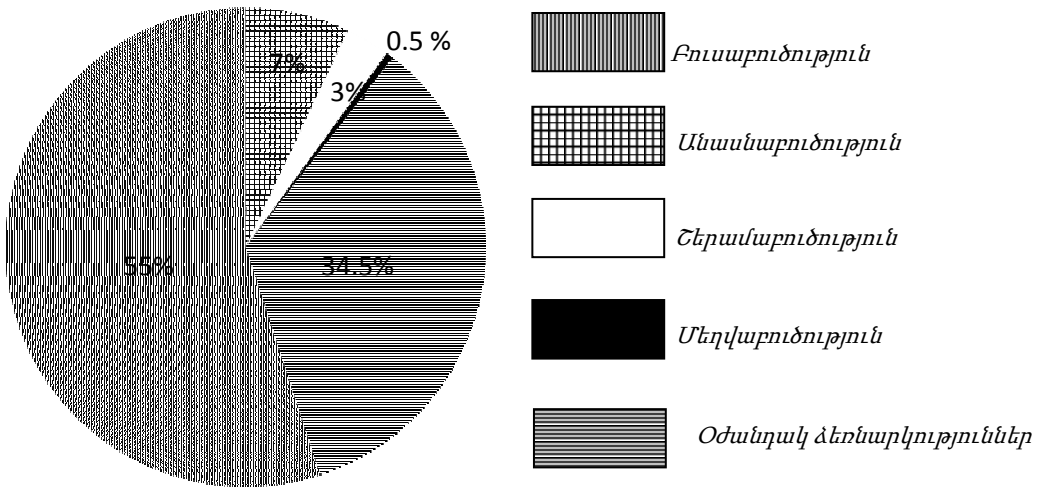 7%
0.5 %
3%
55%
34.5%
Բուսաբուծություն
Անասնաբուծություն
Շերամաբուծություն
Մեղվաբուծություն
Օժանդակ ձեռնարկություններ